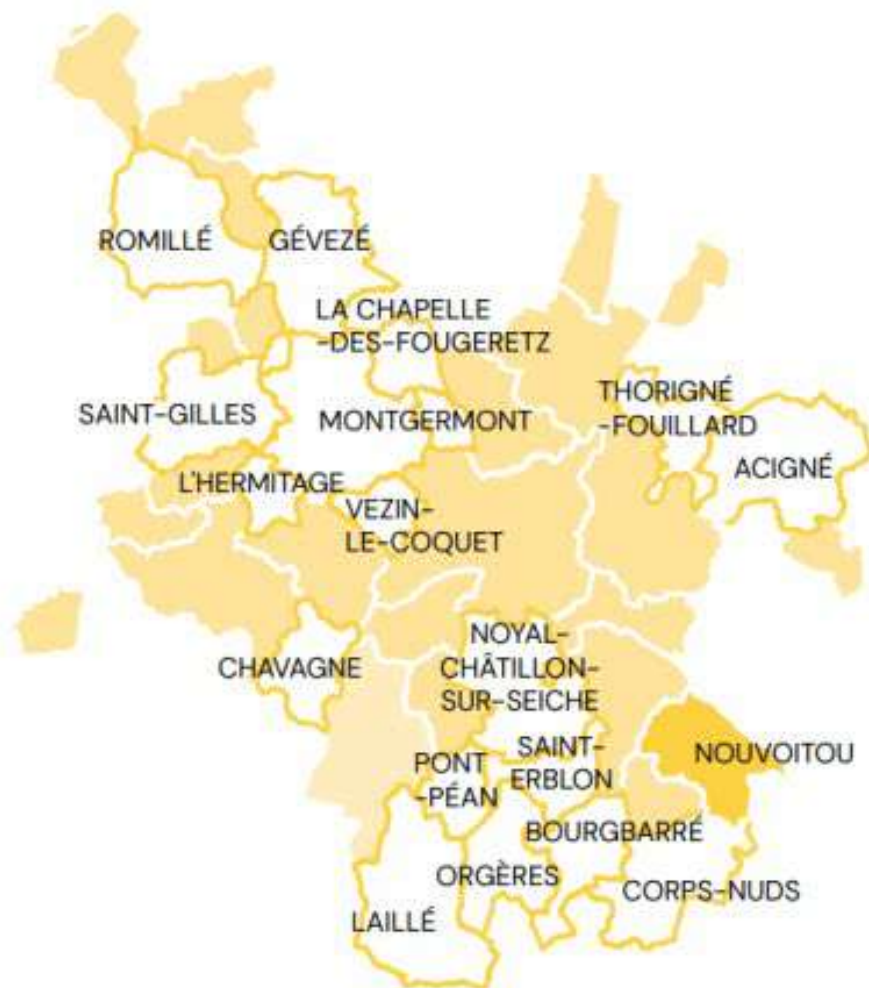 ROMILLÉ
GÉVEZÉ
LA CHAPELLE
-DES-FOUGERETZ
THORIGNÉ
-FOUILLARD
SAINT-GILLES
MONTGERMONT
ACIGNÉ
L'HERMITAGE
VEZIN-
LE-COQUET
NOYAL-
CHÂTILLON-
SUR-SEICHE
CHAVAGNE
SAINT-
ERBLON
NOUVOITOU
PONT
-PÉAN
BOURGBARRÉ
ORGÈRES
CORPS-NUDS
LAILLÉ